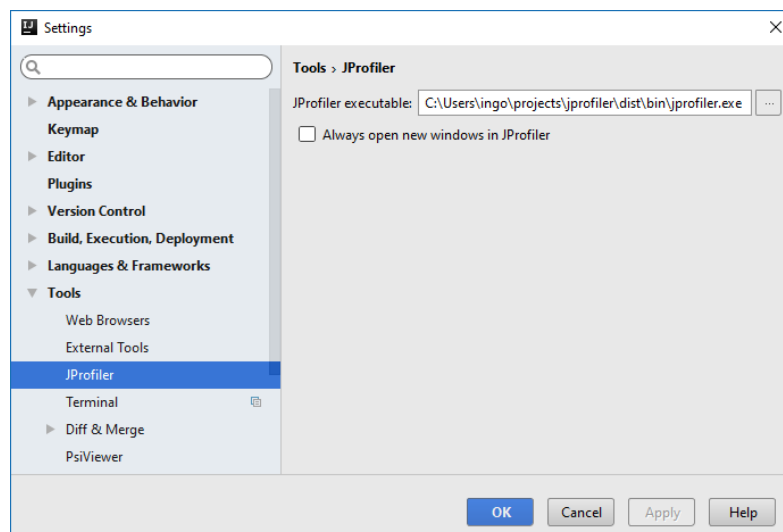 Settings
Appearance & Behavior
Keymap
Editor
Plugins
Version Control
Build, Execution, Deployment
Languages & Frameworks
Tools
Web Browsers
External Tools
JProfiler
Terminal
Diff & Merge
PsiViewer
Tools › JProfiler
JProfiler executable: C:\Users\ingo\projects\jprofiler\dist\bin\jprofiler.exe ...
Always open new windows in JProfiler
OK Cancel Apply Help